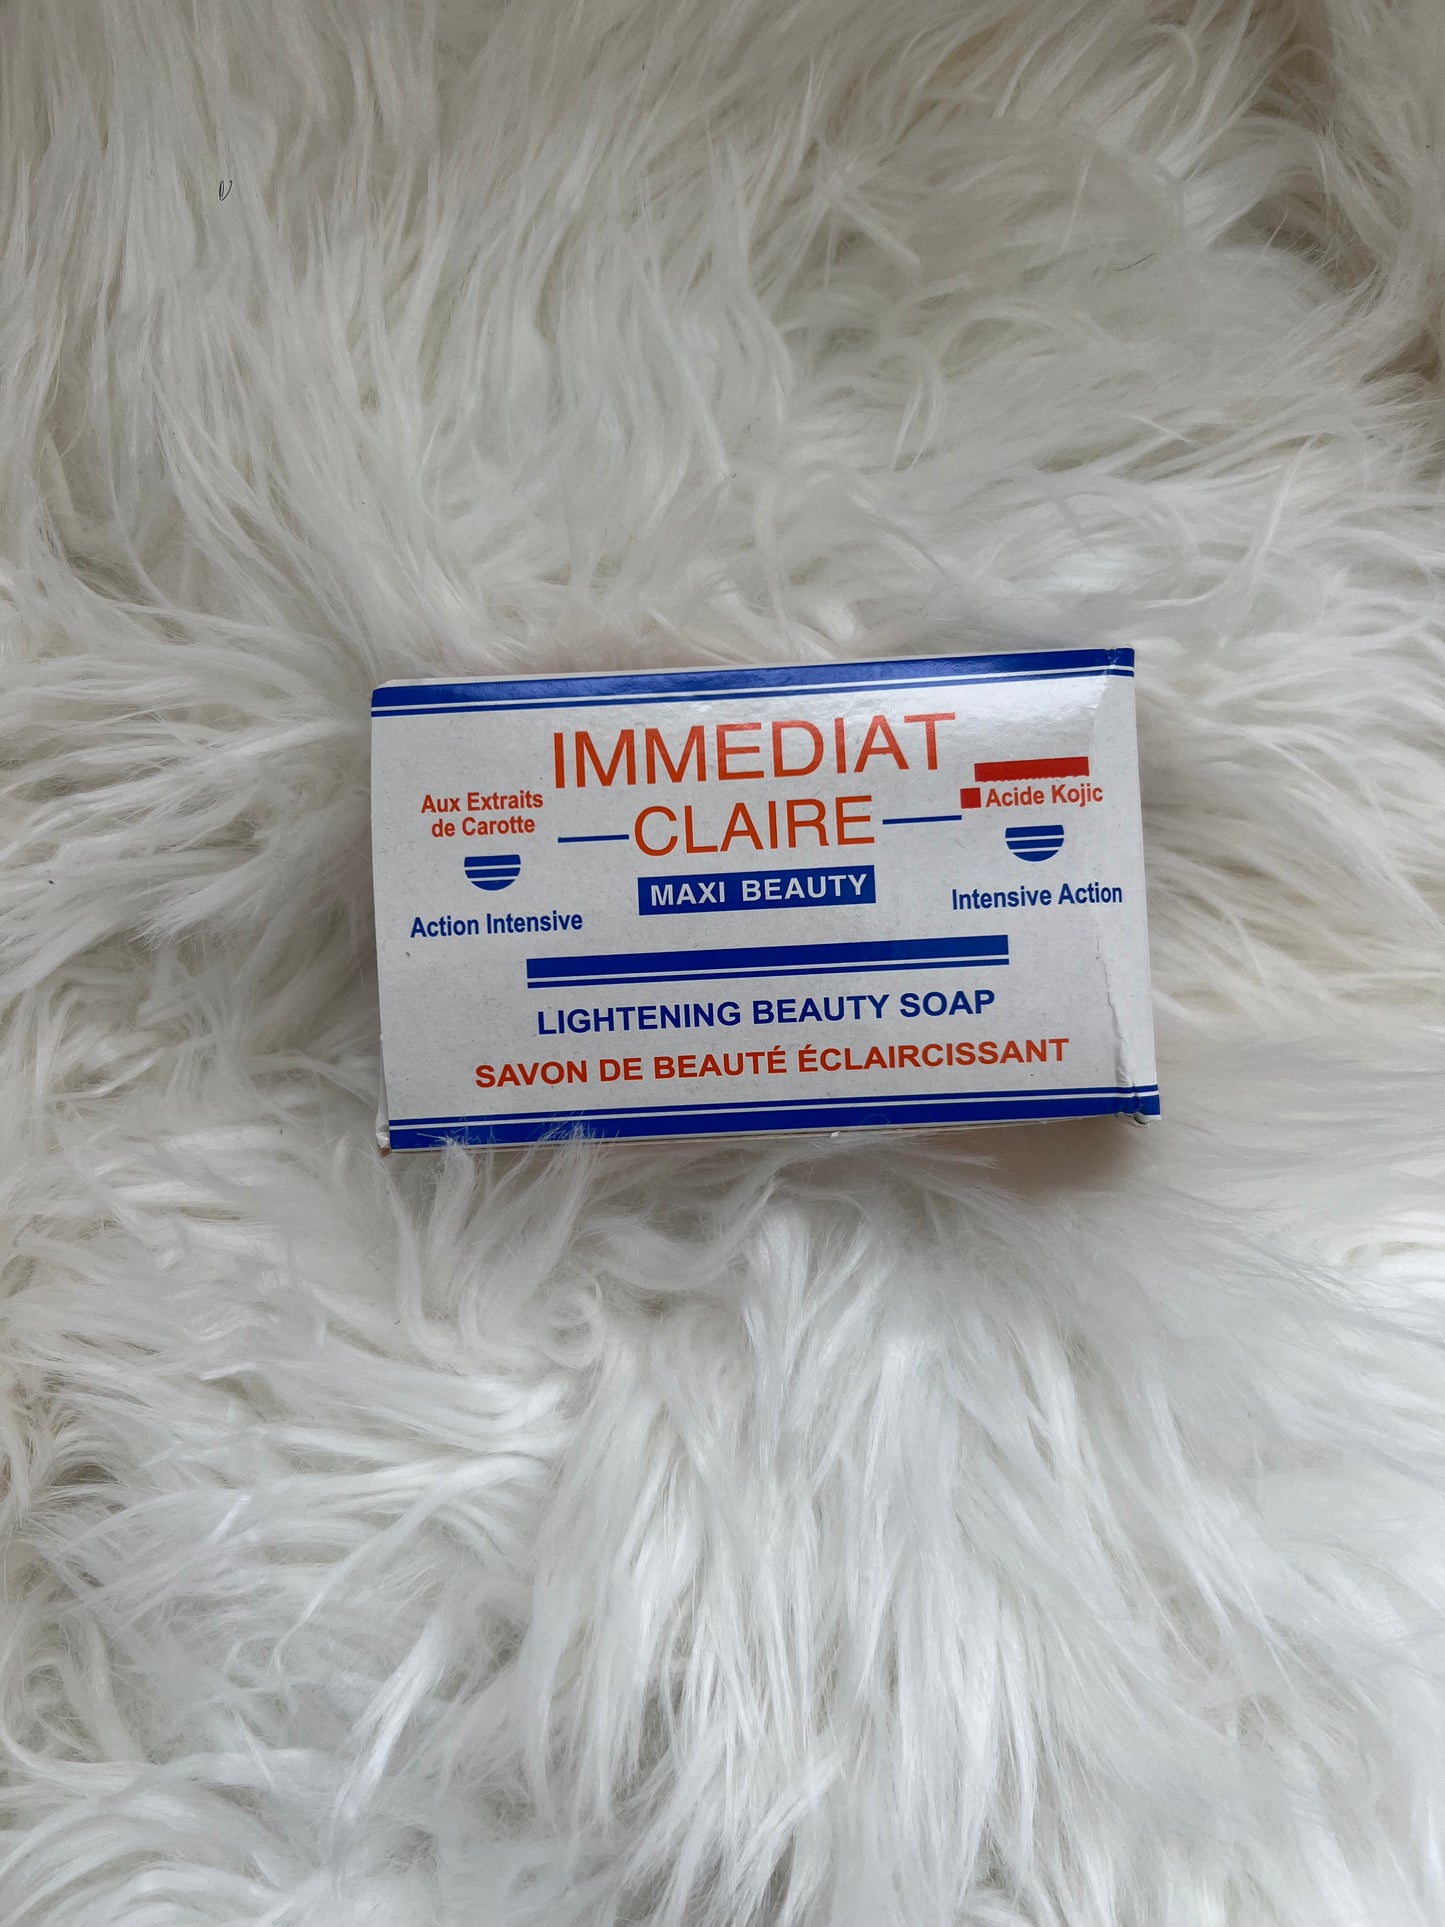 IMMEDIAT
CLAIRE
MAXI BEAUTY
Aux Extraits
de Carotte
Action Intensive
Acide Kojic
Intensive Action
LIGHTENING BEAUTY SOAP
SAVON DE BEAUTÉ ÉCLAIRCISSANT